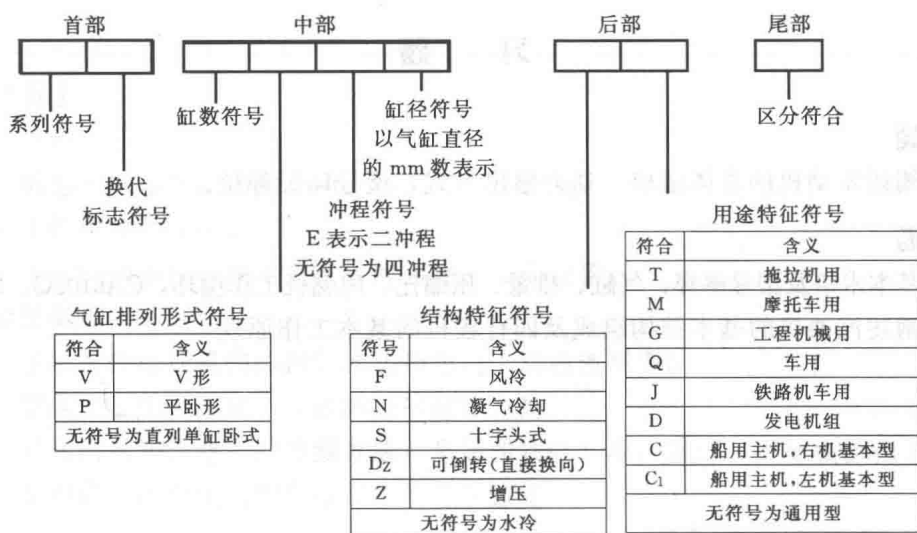 首部
中部
后部
尾部
系列符号
缸数符号
缸径符号
以气缸直径
的 mm 数表示
区分符合
换代
标志符号
冲程符号
E 表示二冲程
无符号为四冲程
用途特征符号
符合 含义
T 拖拉机用
M 摩托车用
G 工程机械用
Q 车用
J 铁路机车用
D 发电机组
C 船用主机,右机基本型
C₁ 船用主机,左机基本型
无符号为通用型
气缸排列形式符号
符合 含义
V V 形
P 平卧形
无符号为直列单缸卧式
结构特征符号
符号 含义
F 风冷
N 凝气冷却
S 十字头式
Dz 可倒转(直接换向)
Z 增压
无符号为水冷